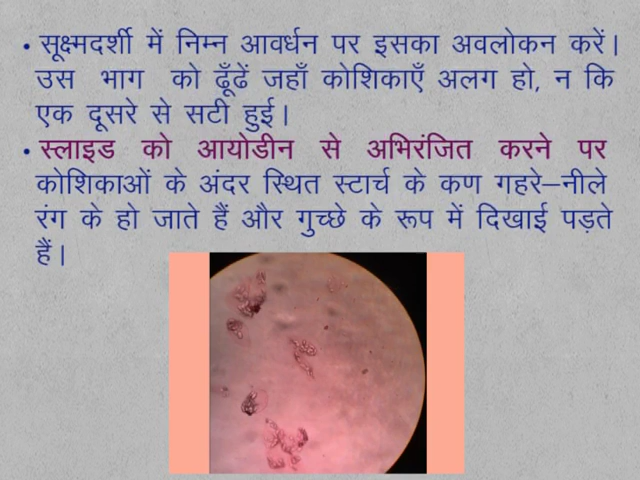 • सूक्ष्मदर्शी में निम्न आवर्धन पर इसका अवलोकन करें।
उस भाग को ढूँढें जहाँ कोशिकाएँ अलग हो, न कि
एक दूसरे से सटी हुई।
• स्लाइड को आयोडीन से अभिरंजित करने पर
कोशिकाओं के अंदर स्थित स्टार्च के कण गहरे–नीले
रंग के हो जाते हैं और गुच्छे के रूप में दिखाई पड़ते
हैं।